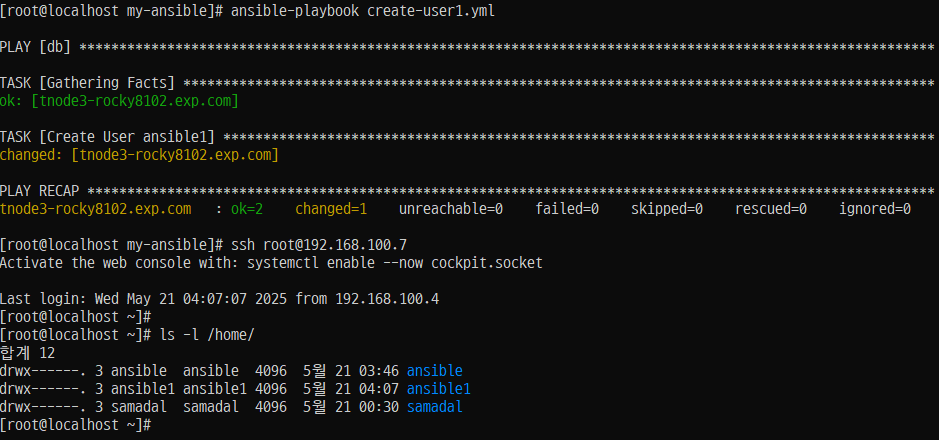 [root@localhost my-ansible]# ansible-playbook create-user1.yml
PLAY [db] ***********************************************************************************************************
TASK [Gathering Facts] **********************************************************************************************
ok: [tnode3-rocky8102.exp.com]
TASK [Create User ansible1] *****************************************************************************************
changed: [tnode3-rocky8102.exp.com]
PLAY RECAP **********************************************************************************************************
tnode3-rocky8102.exp.com   : ok=2    changed=1    unreachable=0    failed=0    skipped=0    rescued=0    ignored=0
[root@localhost my-ansible]# ssh root@192.168.100.7
Activate the web console with: systemctl enable --now cockpit.socket
Last login: Wed May 21 04:07:07 2025 from 192.168.100.4
[root@localhost ~]#
[root@localhost ~]# ls -l /home/
합계 12
drwx------. 3 ansible  ansible  4096  5월 21 03:46 ansible
drwx------. 3 ansible1 ansible1 4096  5월 21 04:07 ansible1
drwx------. 3 samadal  samadal  4096  5월 21 00:30 samadal
[root@localhost ~]#